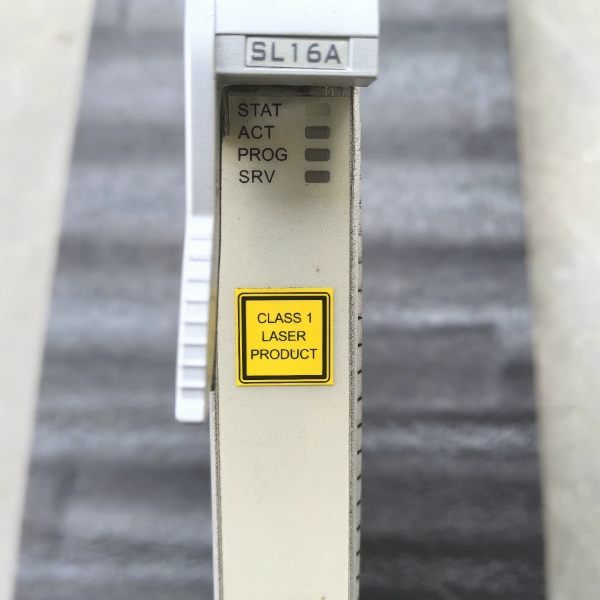 SL16A
STAT
ACT
PROG
SRV
CLASS 1
LASER
PRODUCT